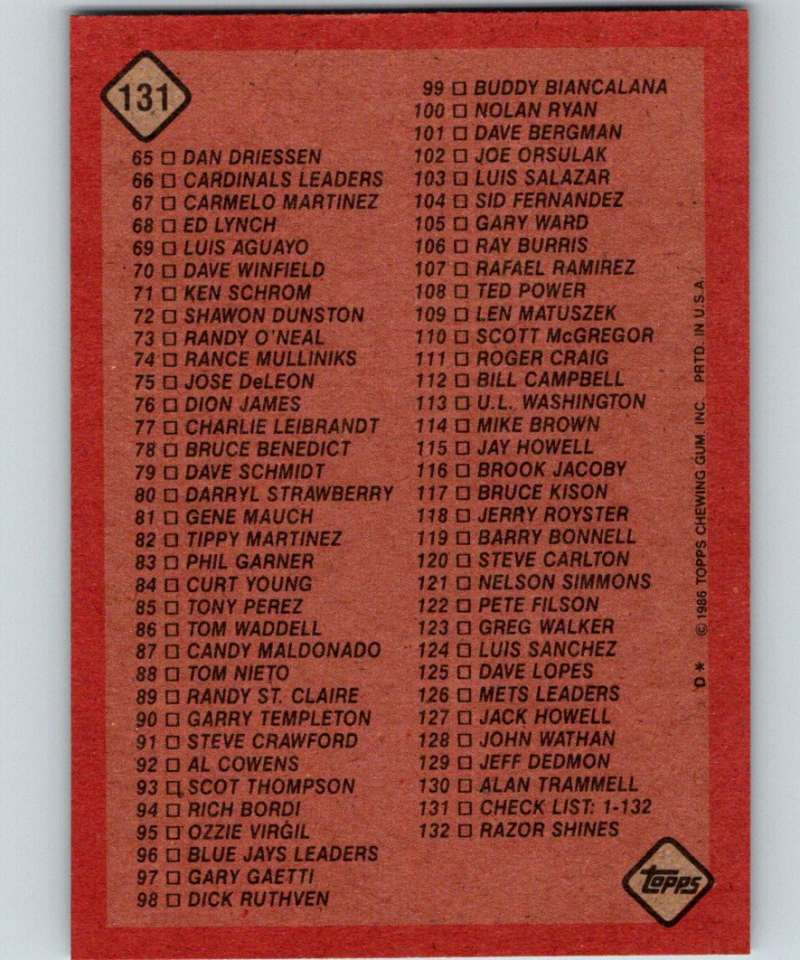 131
65 ☐ DAN DRIESSEN
66 ☐ CARDINALS LEADERS
67 ☐ CARMELO MARTINEZ
68 ☐ ED LYNCH
69 ☐ LUIS AGUAYO
70 ☐ DAVE WINFIELD
71 ☐ KEN SCHROM
72 ☐ SHAWON DUNSTON
73 ☐ RANDY O'NEAL
74 ☐ RANCE MULLINIKS
75 ☐ JOSE DeLEON
76 ☐ DION JAMES
77 ☐ CHARLIE LEIBRANDT
78 ☐ BRUCE BENEDICT
79 ☐ DAVE SCHMIDT
80 ☐ DARRYL STRAWBERRY
81 ☐ GENE MAUCH
82 ☐ TIPPY MARTINEZ
83 ☐ PHIL GARNER
84 ☐ CURT YOUNG
85 ☐ TONY PEREZ
86 ☐ TOM WADDELL
87 ☐ CANDY MALDONADO
88 ☐ TOM NIETO
89 ☐ RANDY ST. CLAIRE
90 ☐ GARRY TEMPLETON
91 ☐ STEVE CRAWFORD
92 ☐ AL COWENS
93 ☐ SCOT THOMPSON
94 ☐ RICH BORDI
95 ☐ OZZIE VIRGIL
96 ☐ BLUE JAYS LEADERS
97 ☐ GARY GAETTI
98 ☐ DICK RUTHVEN
99 ☐ BUDDY BIANCALANA
100 ☐ NOLAN RYAN
101 ☐ DAVE BERGMAN
102 ☐ JOE ORSULAK
103 ☐ LUIS SALAZAR
104 ☐ SID FERNANDEZ
105 ☐ GARY WARD
106 ☐ RAY BURRIS
107 ☐ RAFAEL RAMIREZ
108 ☐ TED POWER
109 ☐ LEN MATUSZEK
110 ☐ SCOTT McGREGOR
111 ☐ ROGER CRAIG
112 ☐ BILL CAMPBELL
113 ☐ U.L. WASHINGTON
114 ☐ MIKE BROWN
115 ☐ JAY HOWELL
116 ☐ BROOK JACOBY
117 ☐ BRUCE KISON
118 ☐ JERRY ROYSTER
119 ☐ BARRY BONNELL
120 ☐ STEVE CARLTON
121 ☐ NELSON SIMMONS
122 ☐ PETE FILSON
123 ☐ GREG WALKER
124 ☐ LUIS SANCHEZ
125 ☐ DAVE LOPES
126 ☐ METS LEADERS
127 ☐ JACK HOWELL
128 ☐ JOHN WATHAN
129 ☐ JEFF DEDMON
130 ☐ ALAN TRAMMELL
131 ☐ CHECK LIST: 1-132
132 ☐ RAZOR SHINES
D* © 1986 TOPPS CHEWING GUM, INC. PRTD. IN U.S.A.
topps